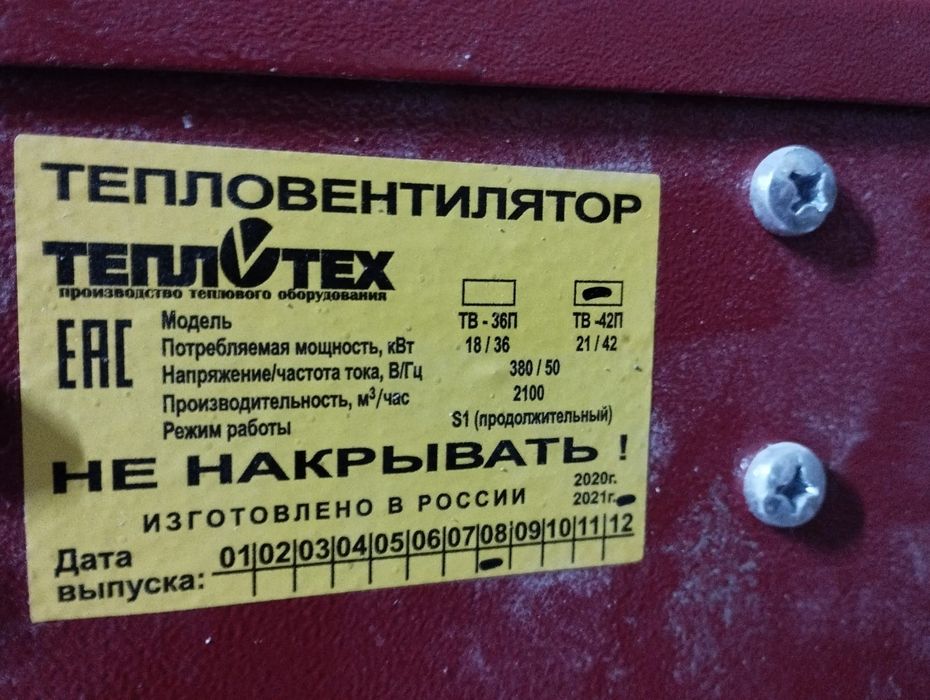 ТЕПЛОВЕНТИЛЯТОР
ТЕПЛОТЕХ
производство теплового оборудования
EAC
Модель ТВ - 36П ТВ -42П
Потребляемая мощность, кВт 18 / 36 21 / 42
Напряжение/частота тока, В/Гц 380 / 50
Производительность, м³/час 2100
Режим работы S1 (продолжительный)
НЕ НАКРЫВАТЬ !
ИЗГОТОВЛЕНО В РОССИИ
2020г.
2021г.
Дата выпуска:
01 02 03 04 05 06 07 08 09 10 11 12